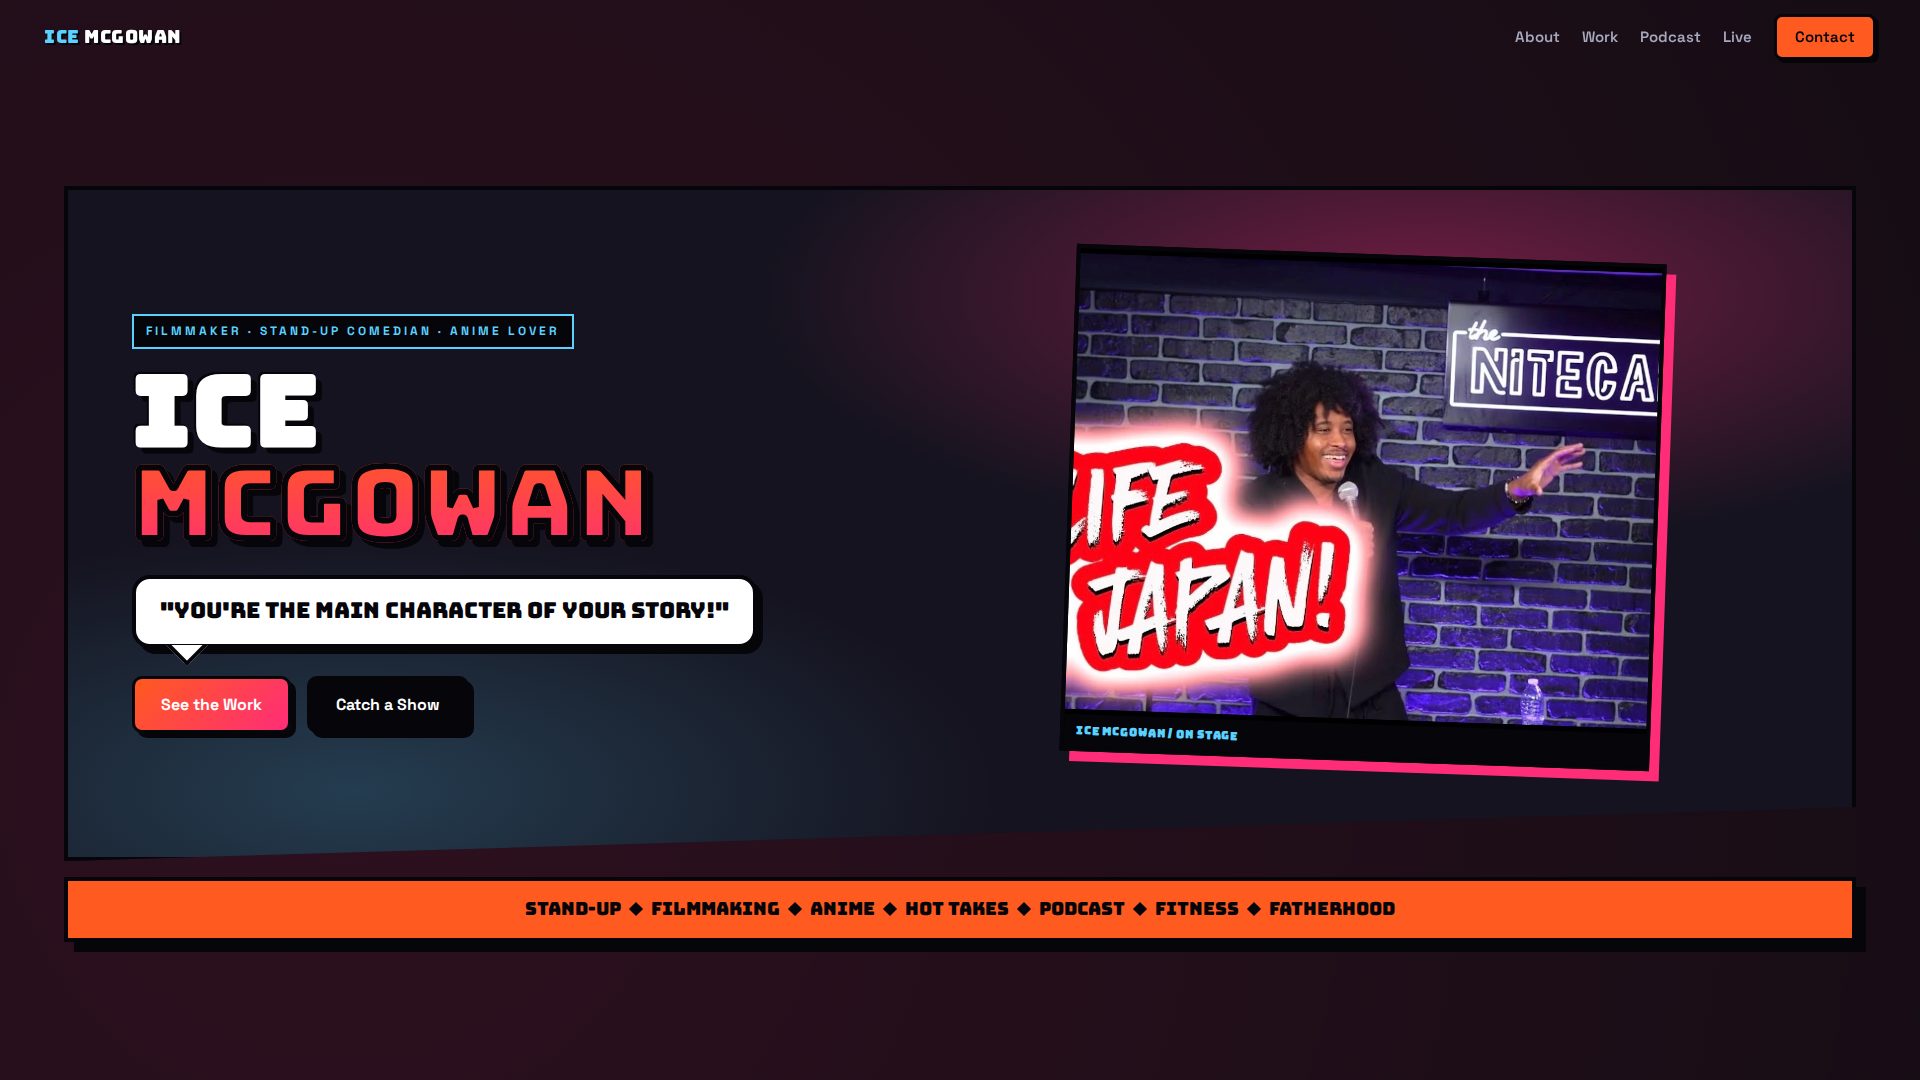 ICE MCGOWAN
About Work Podcast Live Contact
FILMMAKER · STAND-UP COMEDIAN · ANIME LOVER
ICE
MCGOWAN
"YOU'RE THE MAIN CHARACTER OF YOUR STORY!"
See the Work
Catch a Show
the
NITECA
LIFE
JAPAN!
ICE MCGOWAN / ON STAGE
STAND-UP ◆ FILMMAKING ◆ ANIME ◆ HOT TAKES ◆ PODCAST ◆ FITNESS ◆ FATHERHOOD